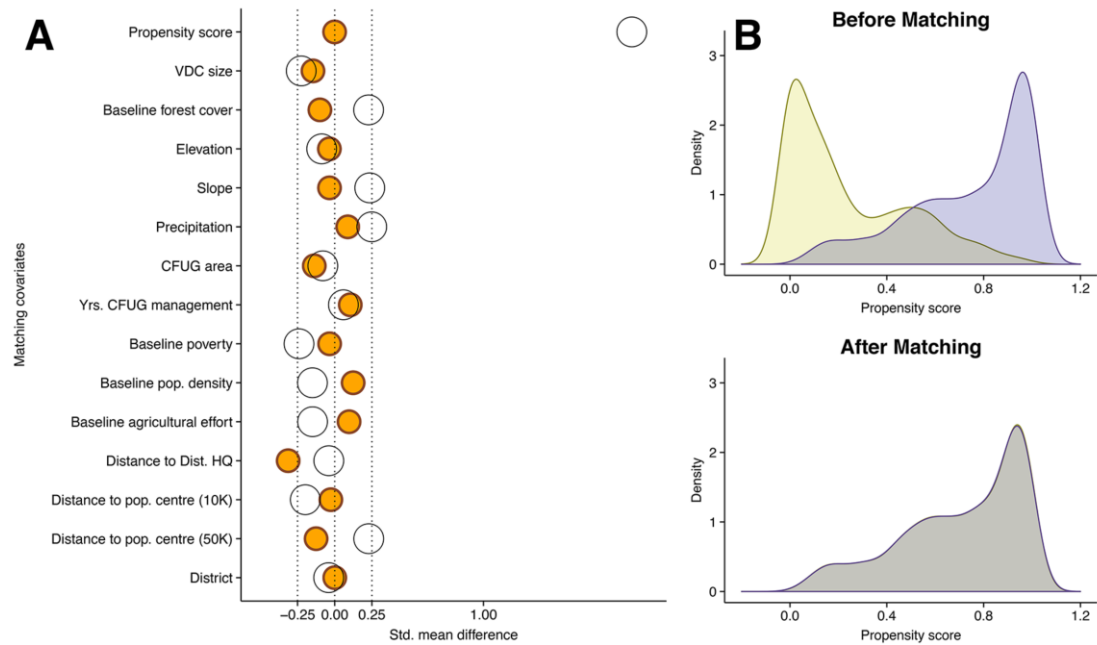 A
Matching covariates
Propensity score
VDC size
Baseline forest cover
Elevation
Slope
Precipitation
CFUG area
Yrs. CFUG management
Baseline poverty
Baseline pop. density
Baseline agricultural effort
Distance to Dist. HQ
Distance to pop. centre (10K)
Distance to pop. centre (50K)
District
−0.25 0.00 0.25 1.00
Std. mean difference
B
Before Matching
Density
3
2
1
0
0.0 0.4 0.8 1.2
Propensity score
After Matching
Density
3
2
1
0
0.0 0.4 0.8 1.2
Propensity score